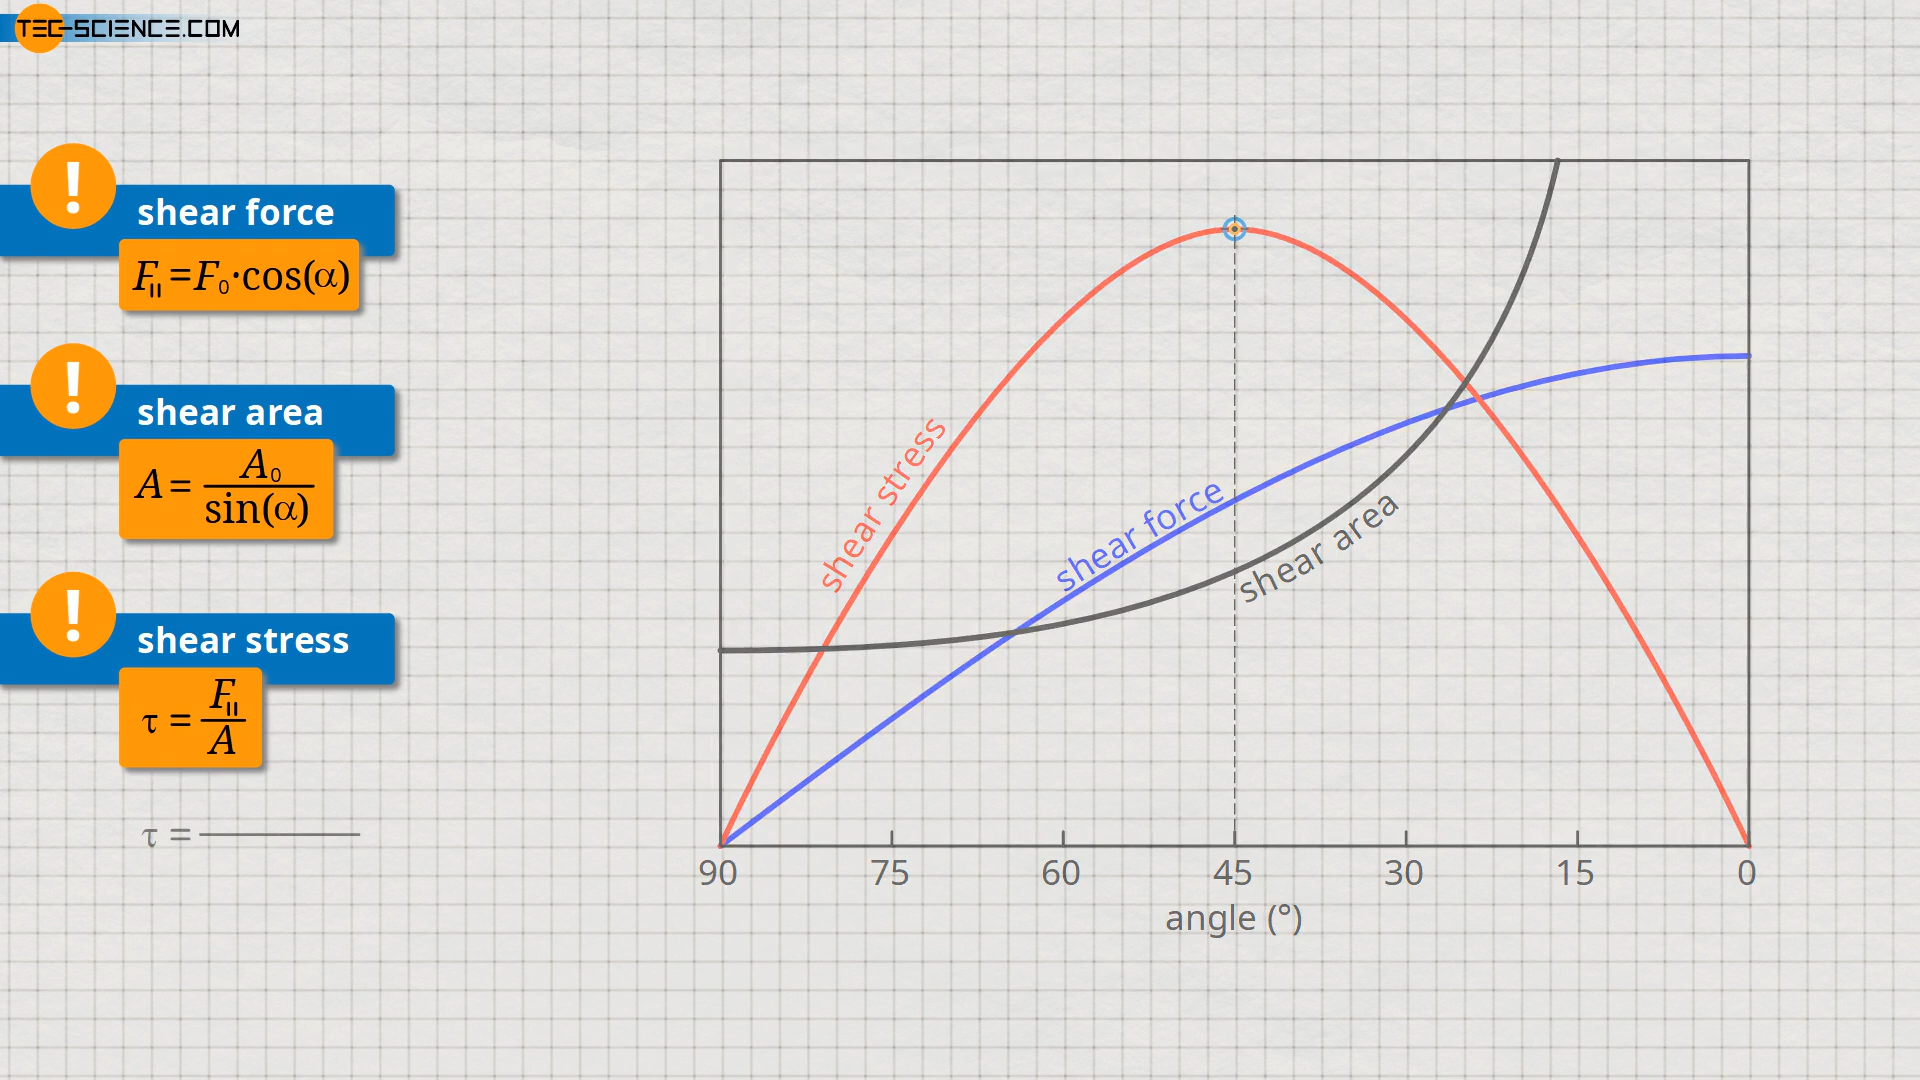 TEC-SCIENCE.COM
! shear force
F∥ = F₀·cos(α)
! shear area
A = A₀ / sin(α)
! shear stress
τ = F∥ / A
τ =
shear stress
shear force
shear area
90 75 60 45 30 15 0
angle (°)